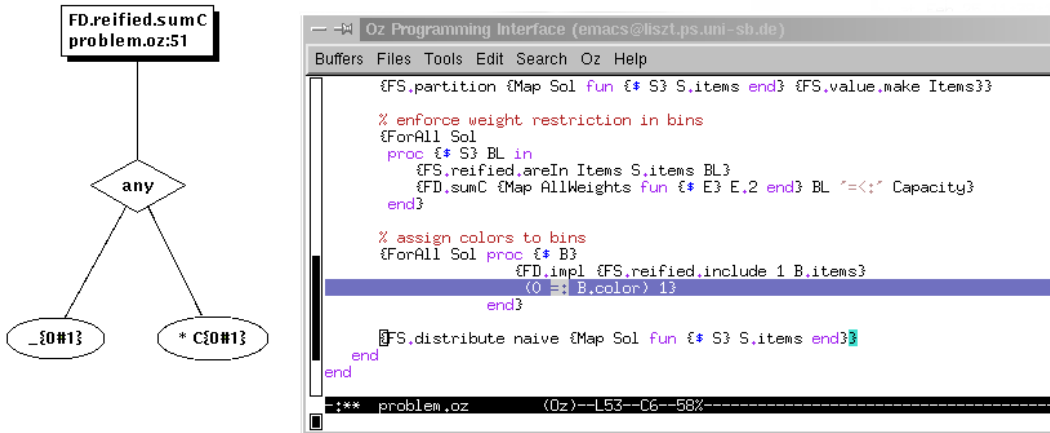 FD.reified.sumC
problem.oz:51
any
_{0#1}
* C{0#1}
Oz Programming Interface (emacs@liszt.ps.uni-sb.de)
Buffers Files Tools Edit Search Oz Help
{FS.partition {Map Sol fun {$ S} S.items end} {FS.value.make Items}}
% enforce weight restriction in bins
{ForAll Sol
proc {$ S} BL in
{FS.reified.areIn Items S.items BL}
{FD.sumC {Map AllWeights fun {$ E} E.2 end} BL '=<:' Capacity}
end}
% assign colors to bins
{ForAll Sol proc {$ B}
{FD.impl {FS.reified.include 1 B.items}
(0 =: B.color) 1}
end}
{FS.distribute naive {Map Sol fun {$ S} S.items end}}
end
end
-:** problem.oz (Oz)--L53--C6--58%----------------------------------------